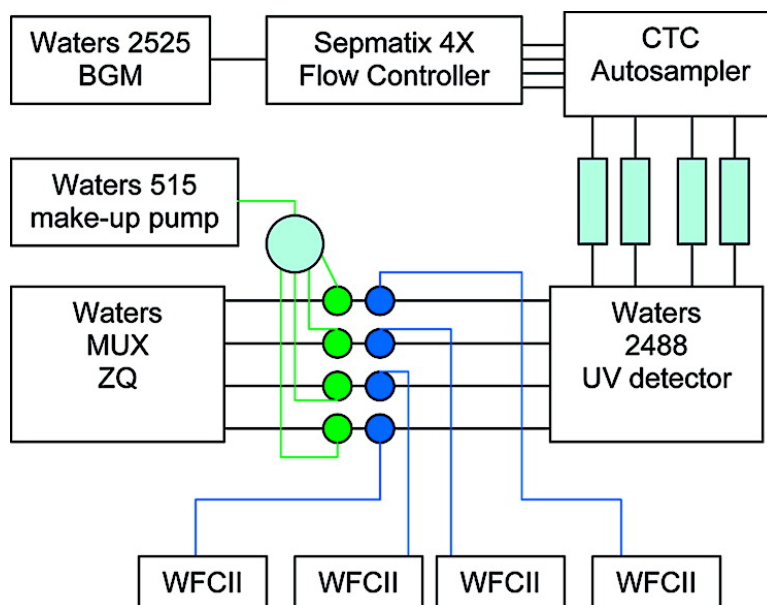 Waters 2525
BGM
Sepmatix 4X
Flow Controller
CTC
Autosampler
Waters 515
make-up pump
Waters
MUX
ZQ
Waters
2488
UV detector
WFCII
WFCII
WFCII
WFCII